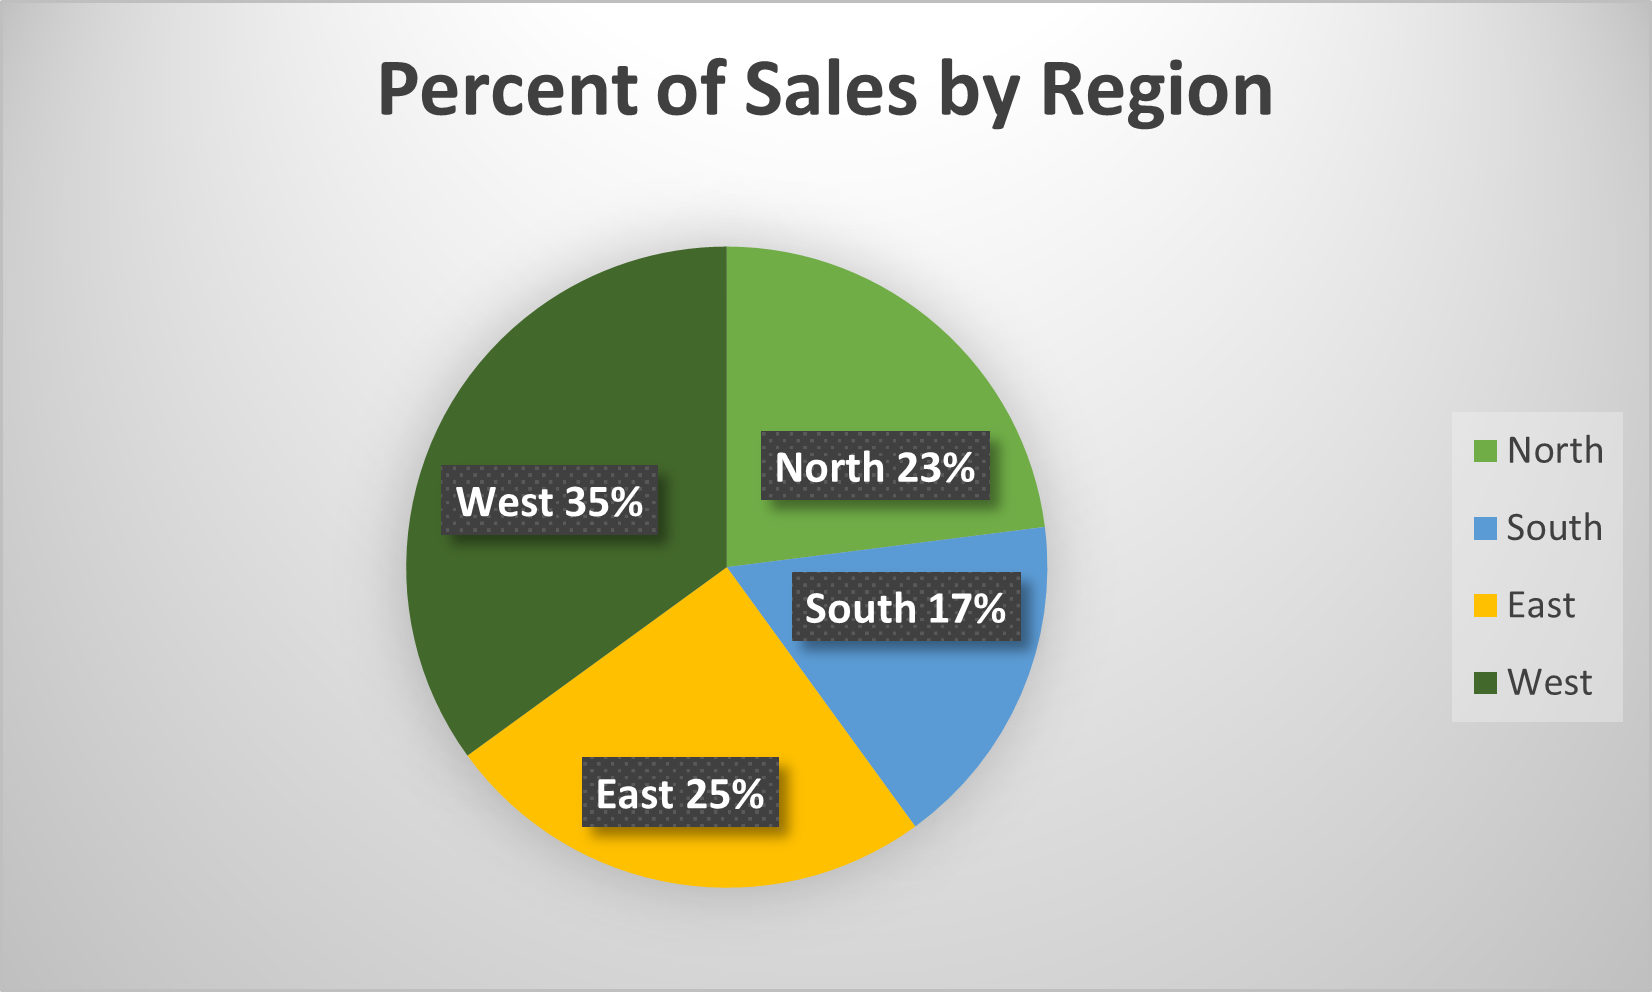 Percent of Sales by Region
North 23%
West 35%
South 17%
East 25%
North
South
East
West